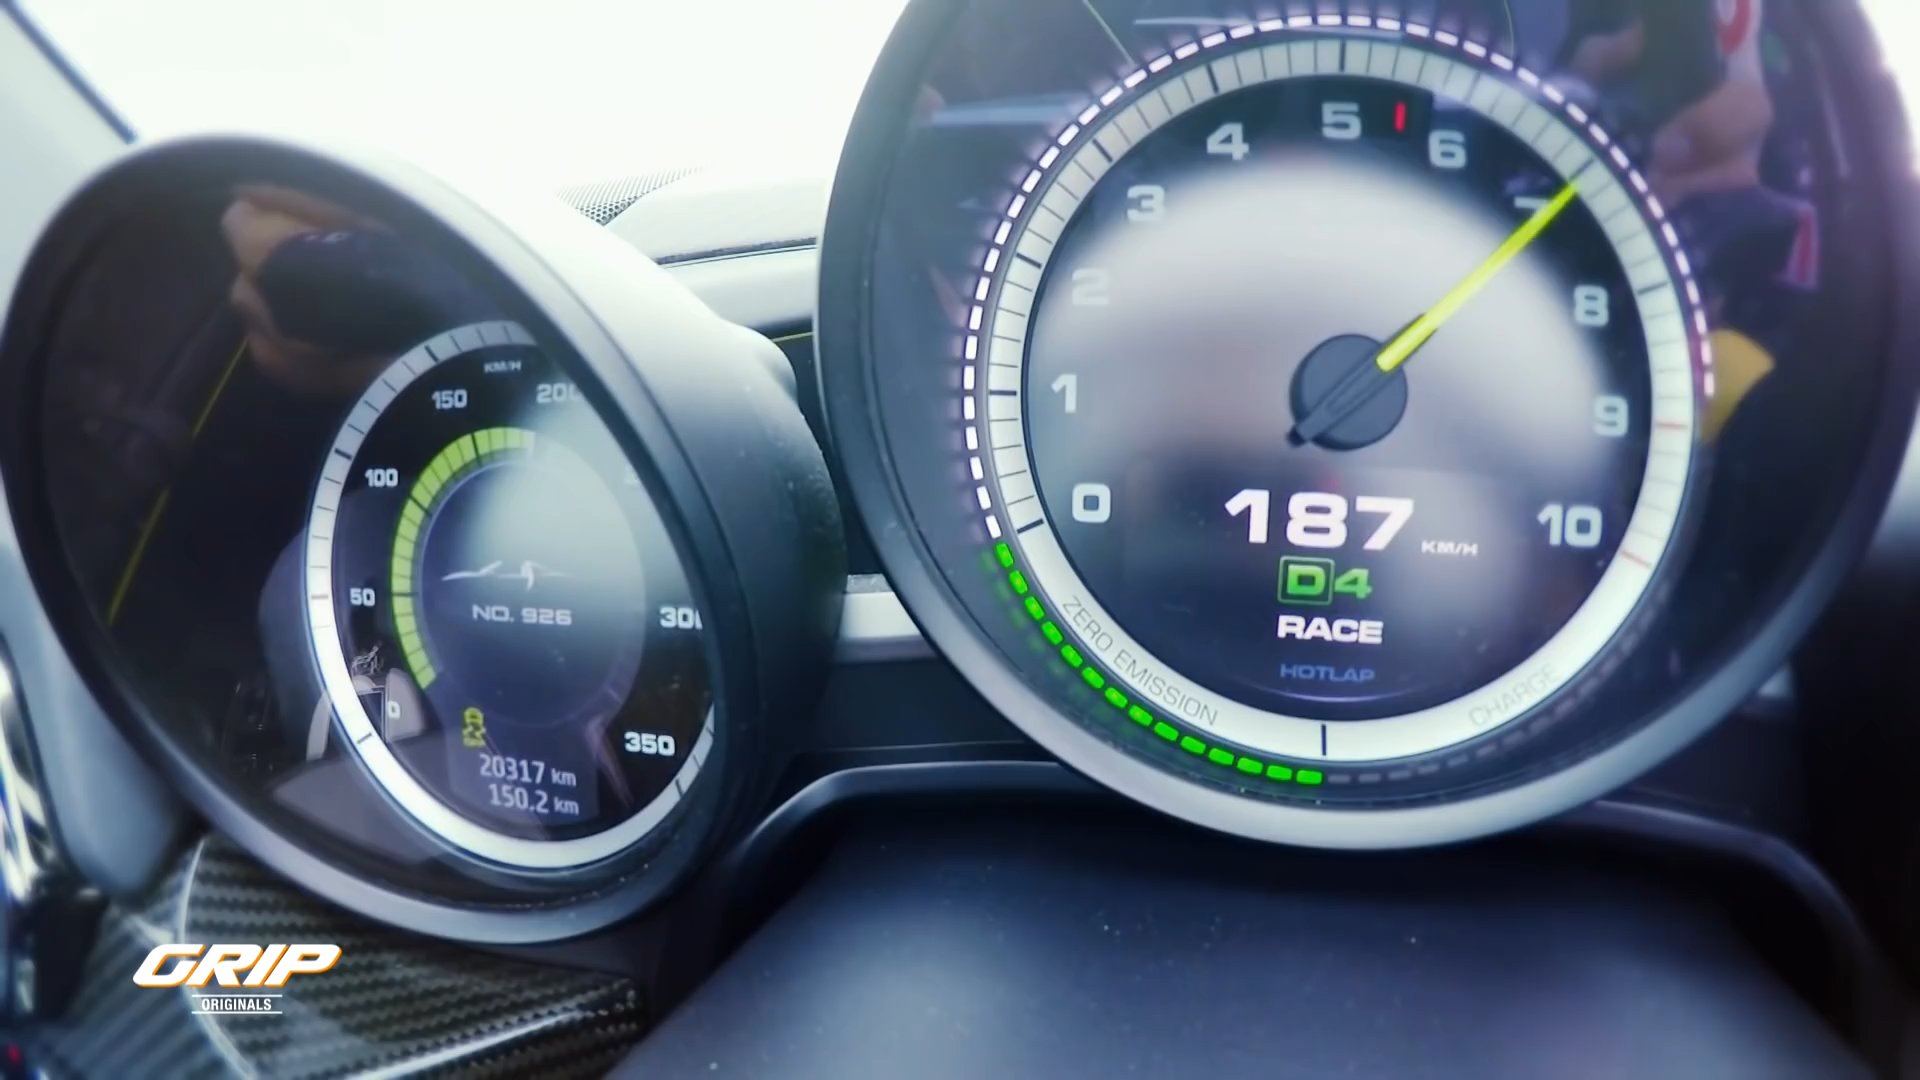 KM/H
150
200
100
50
0
300
350
NO. 926
20317 km
150.2 km
0
1
2
3
4
5
6
7
8
9
10
187 KM/H
D4
RACE
HOTLAP
ZERO EMISSION
CHARGE
GRIP
ORIGINALS